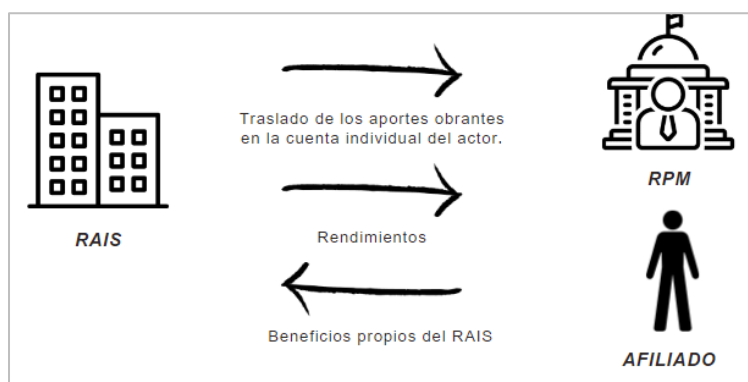 Traslado de los aportes obrantes
en la cuenta individual del actor.
RPM
RAIS
Rendimientos
Beneficios propios del RAIS
AFILIADO